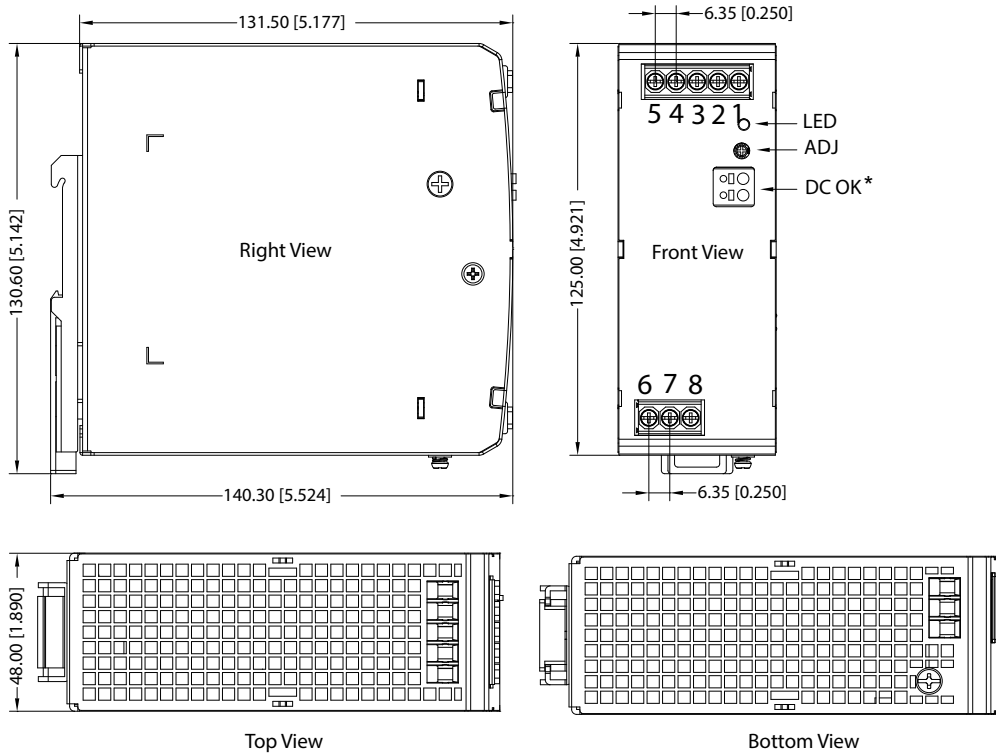 131.50 [5.177]
6.35 [0.250]
5 4 3 2 1
LED
ADJ
DC OK*
130.60 [5.142]
Right View
125.00 [4.921]
Front View
6 7 8
140.30 [5.524]
6.35 [0.250]
48.00 [1.890]
Top View
Bottom View